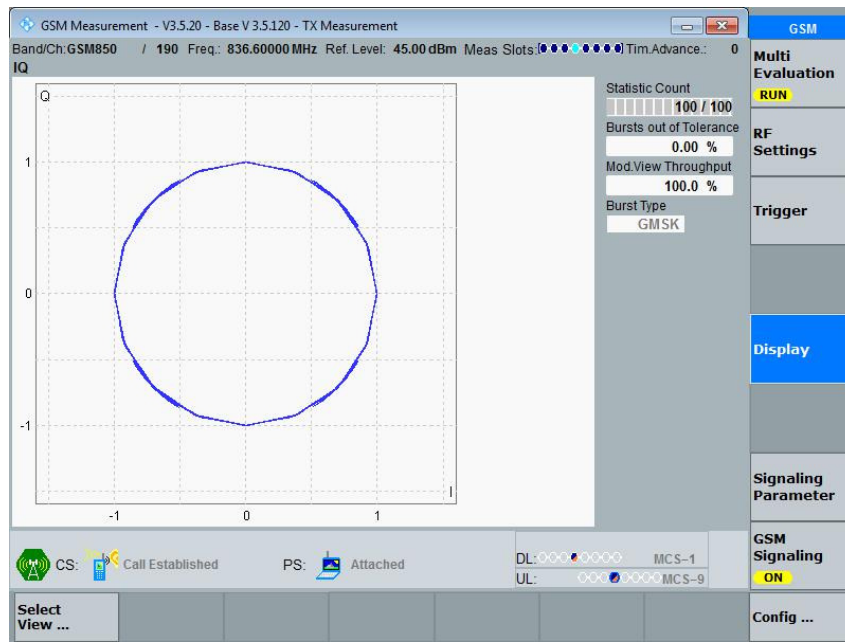 GSM Measurement - V3.5.20 - Base V 3.5.120 - TX Measurement
GSM
Band/Ch: GSM850 / 190 Freq.: 836.60000 MHz Ref. Level: 45.00 dBm Meas Slots: Tim.Advance.: 0
IQ
Multi
Evaluation
RUN
Q
Statistic Count
100 / 100
Bursts out of Tolerance
0.00 %
RF
Settings
Mod.View Throughput
100.0 %
1
Burst Type
GMSK
Trigger
0
Display
-1
I
-1 0 1
Signaling
Parameter
GSM
Signaling
ON
CS: Call Established PS: Attached
DL: MCS-1
UL: MCS-9
Select
View ...
Config ...